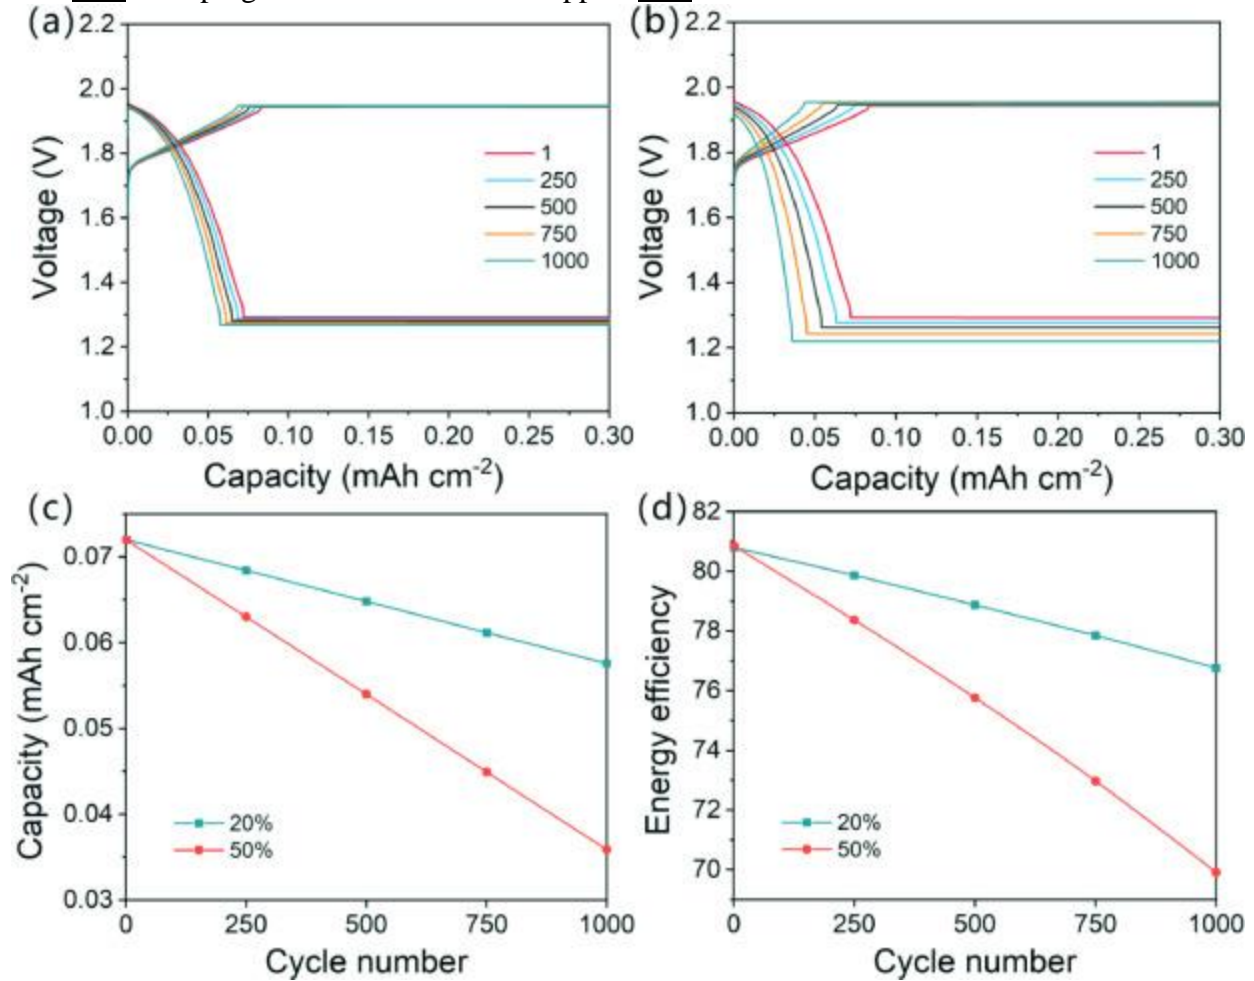 (a)
2.2
2.0
1.8
1.6
1.4
1.2
1.0
Voltage (V)
1
250
500
750
1000
0.00 0.05 0.10 0.15 0.20 0.25 0.30
Capacity (mAh cm-2)
(b)
2.2
2.0
1.8
1.6
1.4
1.2
1.0
Voltage (V)
1
250
500
750
1000
0.00 0.05 0.10 0.15 0.20 0.25 0.30
Capacity (mAh cm-2)
(c)
0.07
0.06
0.05
0.04
0.03
Capacity (mAh cm-2)
20%
50%
0 250 500 750 1000
Cycle number
(d)
82
80
78
76
74
72
70
Energy efficiency
20%
50%
0 250 500 750 1000
Cycle number